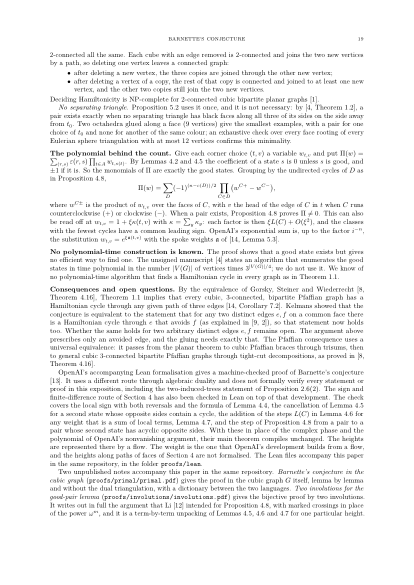 BARNETTE'S CONJECTURE 19
2-connected all the same. Each cube with an edge removed is 2-connected and joins the two new vertices
by a path, so deleting one vertex leaves a connected graph:
• after deleting a new vertex, the three copies are joined through the other new vertex;
• after deleting a vertex of a copy, the rest of that copy is connected and joined to at least one new
vertex, and the other two copies still join the two new vertices.
Deciding Hamiltonicity is NP-complete for 2-connected cubic bipartite planar graphs [1].
No separating triangle. Proposition 5.2 uses it once, and it is not necessary: by [4, Theorem 1.2], a
pair exists exactly when no separating triangle has black faces along all three of its sides on the side away
from t₀. Two octahedra glued along a face (9 vertices) give the smallest examples, with a pair for one
choice of t₀ and none for another of the same colour; an exhaustive check over every face rooting of every
Eulerian sphere triangulation with at most 12 vertices confirms this minimality.
The polynomial behind the count. Give each corner (t, v) a variable w_{t,v} and put Π(w) =
∑_{(τ,s)} ε(τ, s) ∏_{t∈A} w_{t,s(t)}. By Lemmas 4.2 and 4.5 the coefficient of a state s is 0 unless s is good, and
±1 if it is. So the monomials of Π are exactly the good states. Grouping by the undirected cycles of D as
in Proposition 4.8,
Π(w) = ∑_D (−1)^{(n−c(D))/2} ∏_{C∈D} (w^{C+} − w^{C−}),
where w^{C±} is the product of w_{t,v} over the faces of C, with v the head of the edge of C in t when C runs
counterclockwise (+) or clockwise (−). When a pair exists, Proposition 4.8 proves Π ≠ 0. This can also
be read off at w_{t,v} = 1 + ξκ(t, v) with
each factor is then ξL(C) + O(ξ²), and the classes
with the fewest cycles have a common leading sign. OpenAI's exponential sum is, up to the factor i^{−n},
the substitution
with the spoke weights
of [14, Lemma 5.3].
No polynomial-time construction is known. The proof shows that a good state exists but gives
no efficient way to find one. The unsigned manuscript [4] states an algorithm that enumerates the good
states in polynomial time in the number |V(G)| of vertices times
we do not use it. We know of
no polynomial-time algorithm that finds a Hamiltonian cycle in every graph as in Theorem 1.1.
Consequences and open questions. By the equivalence of Gorsky, Steiner and Wiederrecht [8,
Theorem 4.16], Theorem 1.1 implies that every cubic, 3-connected, bipartite Pfaffian graph has a
Hamiltonian cycle through any given path of three edges [14, Corollary 7.2]. Kelmans showed that the
conjecture is equivalent to the statement that for any two distinct edges e, f on a common face there
is a Hamiltonian cycle through e that avoids f (as explained in [9, 2]), so that statement now holds
too. Whether the same holds for two arbitrary distinct edges e, f remains open. The argument above
prescribes only an avoided edge, and the gluing needs exactly that. The Pfaffian consequence uses a
universal equivalence: it passes from the planar theorem to cubic Pfaffian braces through trisums, then
to general cubic 3-connected bipartite Pfaffian graphs through tight-cut decompositions, as proved in [8,
Theorem 4.16].
OpenAI's accompanying Lean formalisation gives a machine-checked proof of Barnette's conjecture
[13]. It uses a different route through algebraic duality and does not formally verify every statement or
proof in this exposition, including the two-induced-trees statement of Proposition 2.6(2). The sign and
finite-difference route of Section 4 has also been checked in Lean on top of that development. The check
covers the local sign with both reversals and the formula of Lemma 4.4, the cancellation of Lemma 4.5
for a second state whose opposite sides contain a cycle, the addition of the steps L(C) in Lemma 4.6 for
any weight that is a sum of local terms, Lemma 4.7, and the step of Proposition 4.8 from a pair to a
pair whose second state has acyclic opposite sides. With these in place of the complex phase and the
polynomial of OpenAI's nonvanishing argument, their main theorem compiles unchanged. The heights
are represented there by a flow. The weight is the one that OpenAI's development builds from a flow,
and the heights along paths of faces of Section 4 are not formalised. The Lean files accompany this paper
in the same repository, in the folder proofs/lean.
Two unpublished notes accompany this paper in the same repository. Barnette's conjecture in the
cubic graph (proofs/primal/primal.pdf) gives the proof in the cubic graph G itself, lemma by lemma
and without the dual triangulation, with a dictionary between the two languages. Two involutions for the
good-pair lemma (proofs/involutions/involutions.pdf) gives the bijective proof by two involutions.
It writes out in full the argument that Li [12] intended for Proposition 4.8, with marked crossings in place
of the power ω^m, and it is a term-by-term unpacking of Lemmas 4.5, 4.6 and 4.7 for one particular height.